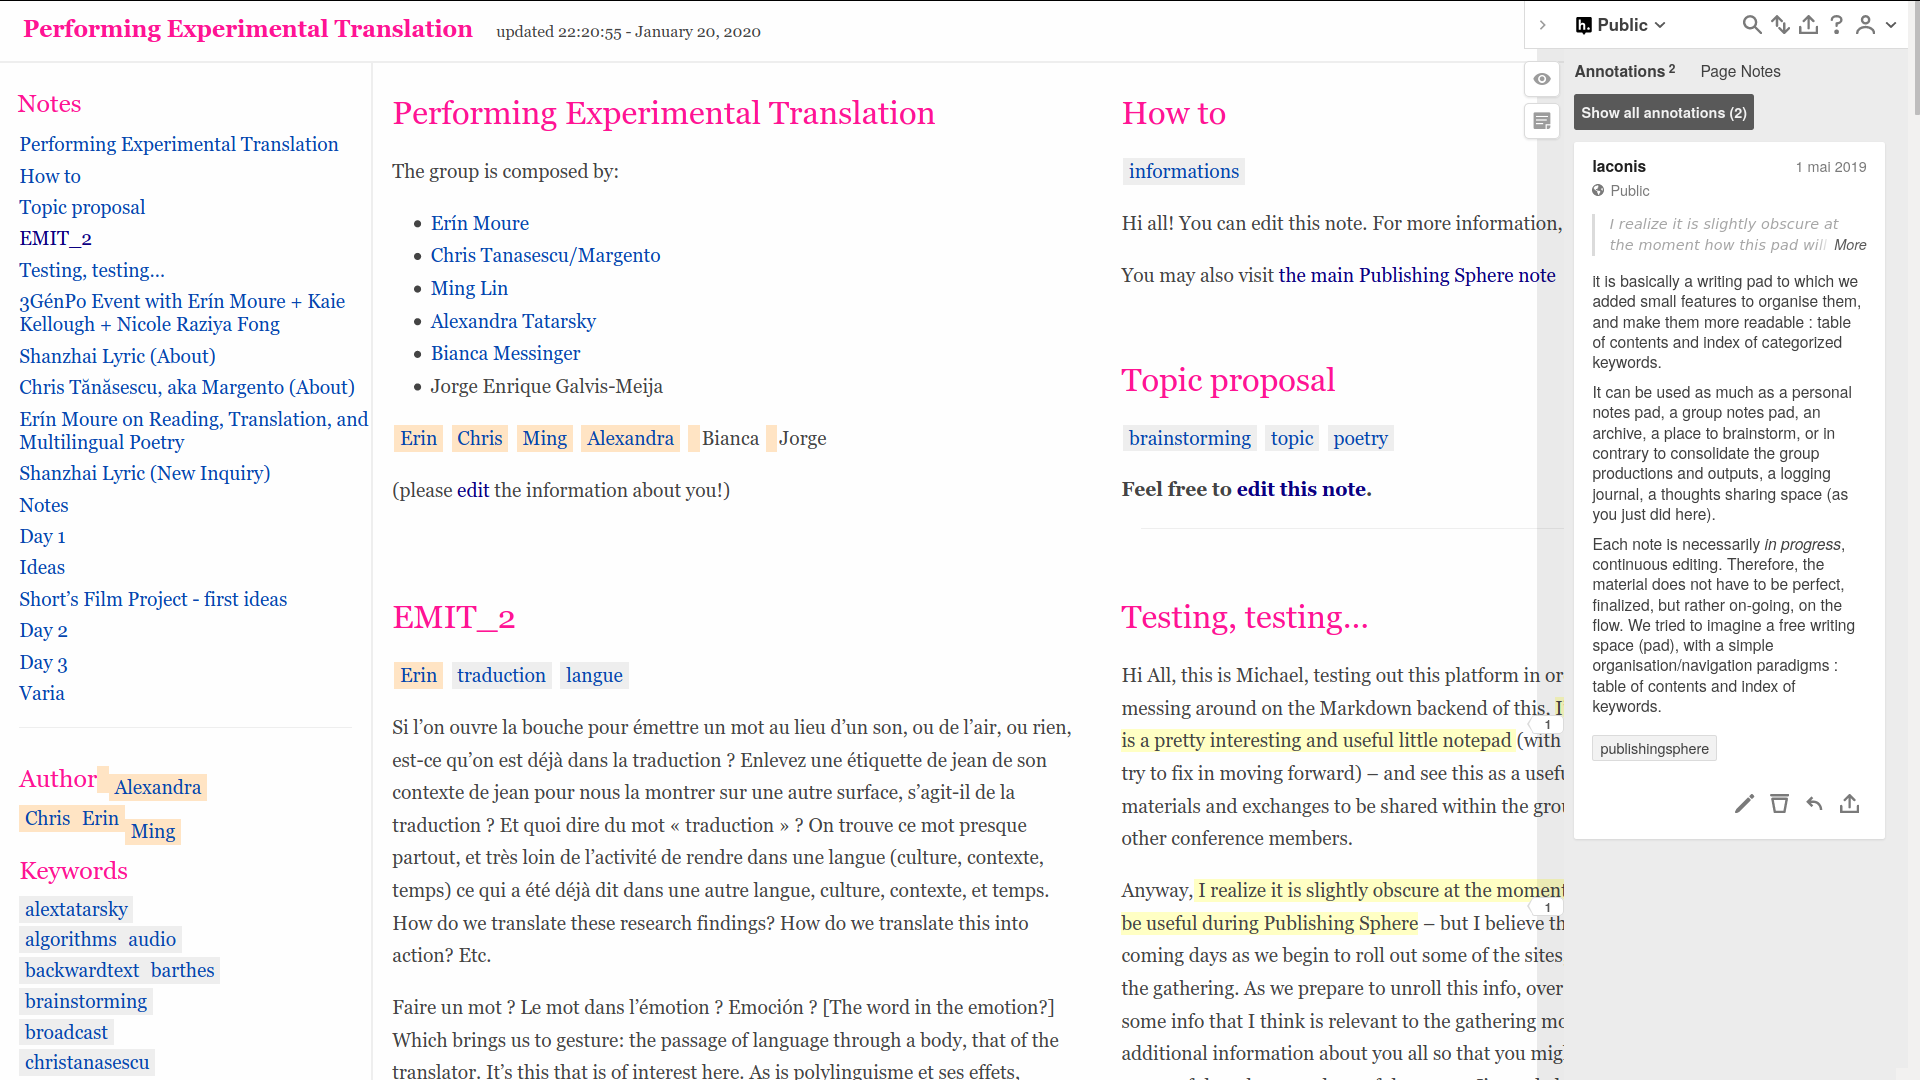 Performing Experimental Translation
updated 22:20:55 - January 20, 2020
Notes
Performing Experimental Translation
How to
Topic proposal
EMIT_2
Testing, testing...
3GénPo Event with Erín Moure + Kaie
Kellough + Nicole Raziya Fong
Shanzhai Lyric (About)
Chris Tănăsescu, aka Margento (About)
Erín Moure on Reading, Translation, and
Multilingual Poetry
Shanzhai Lyric (New Inquiry)
Notes
Day 1
Ideas
Short's Film Project - first ideas
Day 2
Day 3
Varia
Author
Alexandra
Chris Erin
Ming
Keywords
alextatarsky
algorithms audio
backwardtext barthes
brainstorming
broadcast
christanasescu
Performing Experimental Translation
The group is composed by:
Erín Moure
Chris Tanasescu/Margento
Ming Lin
Alexandra Tatarsky
Bianca Messinger
Jorge Enrique Galvis-Meija
Erin Chris Ming Alexandra Bianca Jorge
(please edit the information about you!)
EMIT_2
Erin traduction langue
Si l'on ouvre la bouche pour émettre un mot au lieu d'un son, ou de l'air, ou rien,
est-ce qu'on est déjà dans la traduction ? Enlevez une étiquette de jean de son
contexte de jean pour nous la montrer sur une autre surface, s'agit-il de la
traduction ? Et quoi dire du mot « traduction » ? On trouve ce mot presque
partout, et très loin de l'activité de rendre dans une langue (culture, contexte,
temps) ce qui a été déjà dit dans une autre langue, culture, contexte, et temps.
How do we translate these research findings? How do we translate this into
action? Etc.
Faire un mot ? Le mot dans l'émotion ? Emoción ? [The word in the emotion?]
Which brings us to gesture: the passage of language through a body, that of the
translator. It's this that is of interest here. As is polylinguisme et ses effets,
How to
informations
Hi all! You can edit this note. For more information,
You may also visit the main Publishing Sphere note
Topic proposal
brainstorming topic poetry
Feel free to edit this note.
Testing, testing...
Hi All, this is Michael, testing out this platform in or
messing around on the Markdown backend of this. I
1
is a pretty interesting and useful little notepad (with
try to fix in moving forward) – and see this as a usefu
materials and exchanges to be shared within the grou
other conference members.
Anyway, I realize it is slightly obscure at the moment
1
be useful during Publishing Sphere – but I believe th
coming days as we begin to roll out some of the sites
the gathering. As we prepare to unroll this info, over
some info that I think is relevant to the gathering mo
additional information about you all so that you mig
h. Public
Annotations 2 Page Notes
Show all annotations (2)
laconis 1 mai 2019
Public
I realize it is slightly obscure at
the moment how this pad will More
it is basically a writing pad to which we
added small features to organise them,
and make them more readable : table
of contents and index of categorized
keywords.
It can be used as much as a personal
notes pad, a group notes pad, an
archive, a place to brainstorm, or in
contrary to consolidate the group
productions and outputs, a logging
journal, a thoughts sharing space (as
you just did here).
Each note is necessarily in progress,
continuous editing. Therefore, the
material does not have to be perfect,
finalized, but rather on-going, on the
flow. We tried to imagine a free writing
space (pad), with a simple
organisation/navigation paradigms :
table of contents and index of
keywords.
publishingsphere